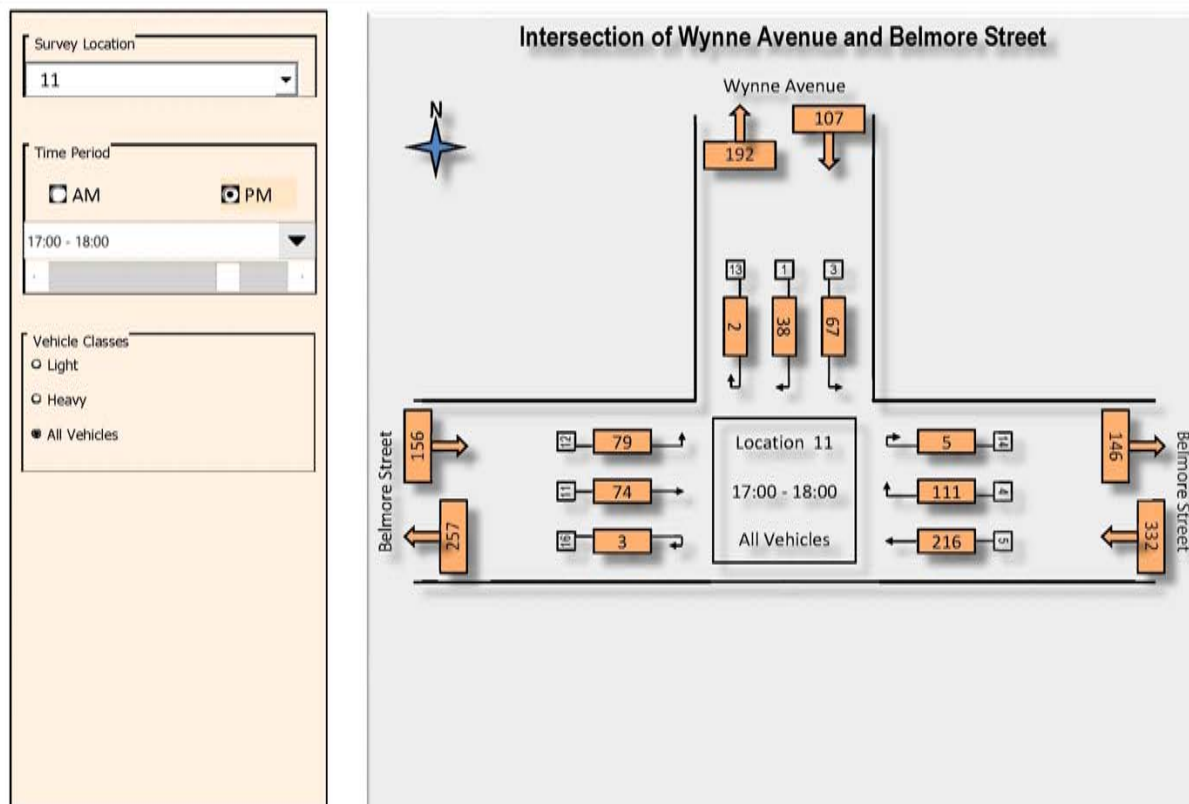 Survey Location
11
Time Period
AM
PM
17:00 - 18:00
Vehicle Classes
Light
Heavy
All Vehicles
Intersection of Wynne Avenue and Belmore Street
Wynne Avenue
N
192
107
13
1
3
2
38
67
Belmore Street
156
257
12
79
11
74
16
3
Location 11
17:00 - 18:00
All Vehicles
5
14
111
4
216
5
146
332
Belmore Street